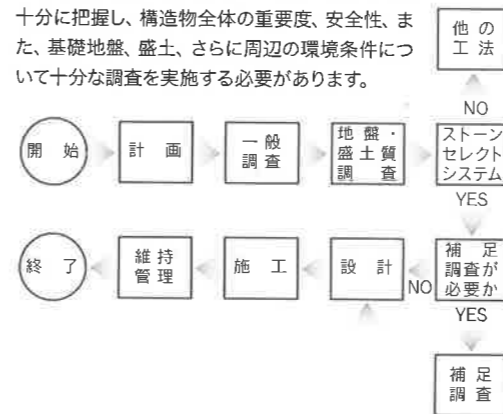 十分に把握し、構造物全体の重要度、安全性、ま
た、基礎地盤、盛土、さらに周辺の環境条件につ
いて十分な調査を実施する必要があります。
他の
工法
NO
開始
計画
一般
調査
地盤・
盛土質
調査
ストーン
セレクト
システム
YES
終了
維持
管理
施工
設計
NO
補足
調査が
必要か
YES
補足
調査